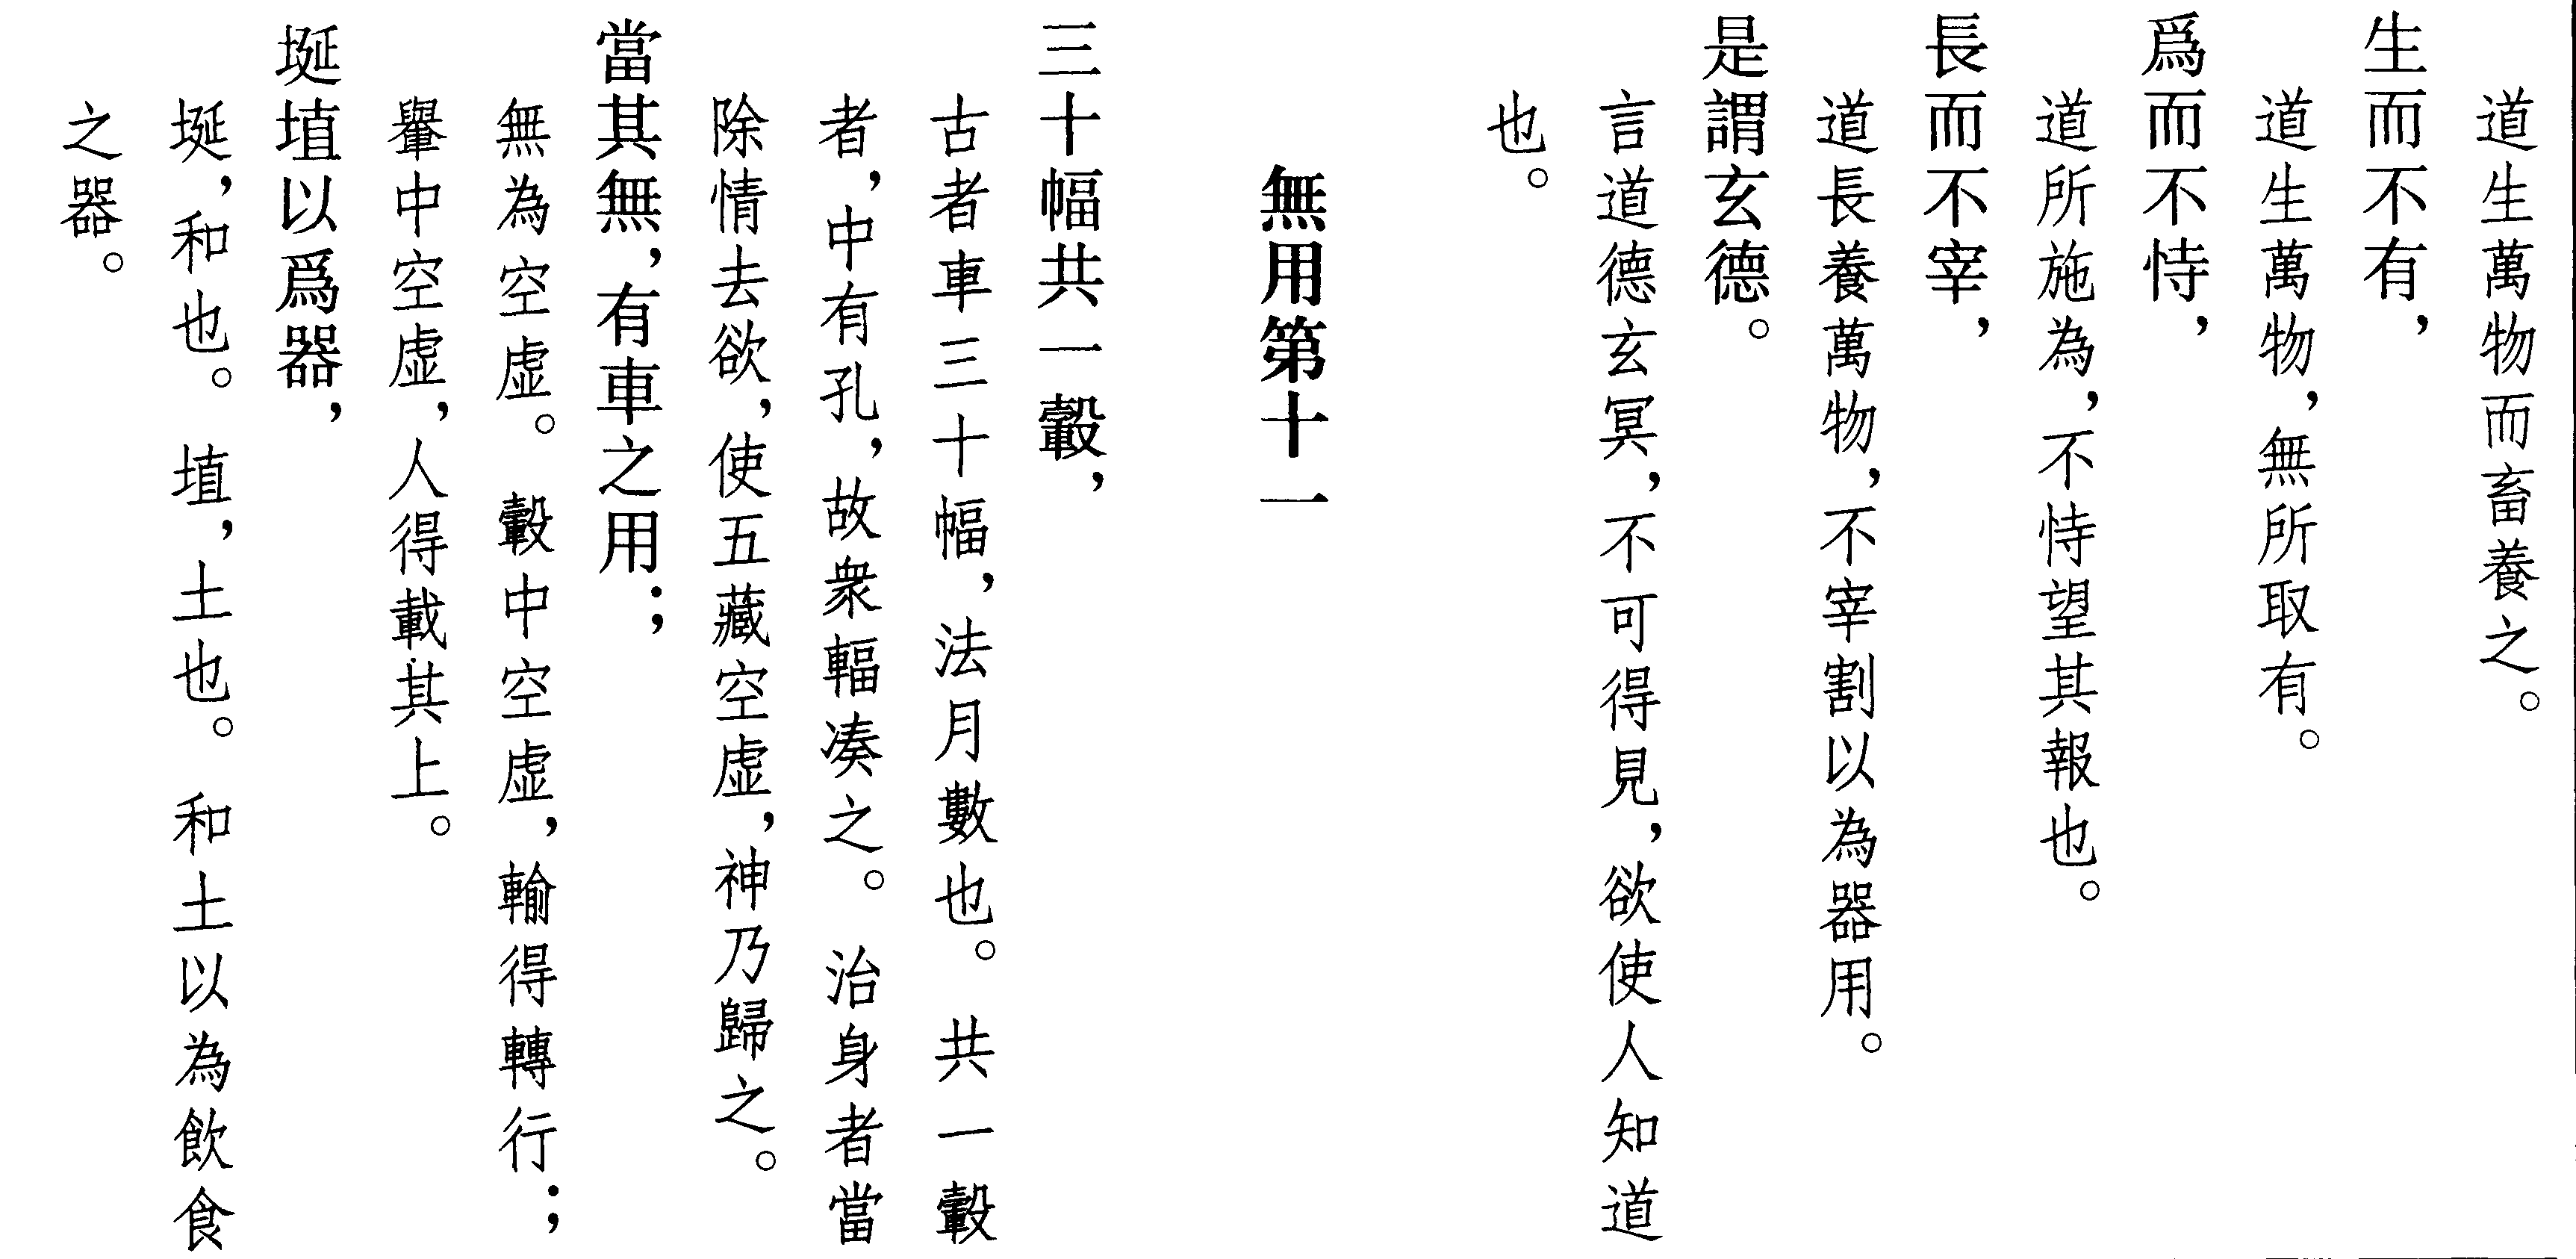 道生萬物而畜養之。
生而不有，
道生萬物，無所取有。
爲而不恃，
道所施為，不恃望其報也。
長而不宰，
道長養萬物，不宰割以為器用。
是謂玄德。
言道德玄冥，不可得見，欲使人知道
也。
無用第十一
三十幅共一轂，
古者車三十幅，法月數也。共一轂
者，中有孔，故衆輻凑之。治身者當
除情去欲，使五藏空虛，神乃歸之。
當其無，有車之用；
無為空虛。轂中空虛，輸得轉行；
轝中空虛，人得載其上。
埏埴以爲器，
埏，和也。埴，土也。和土以為飲食
之器。